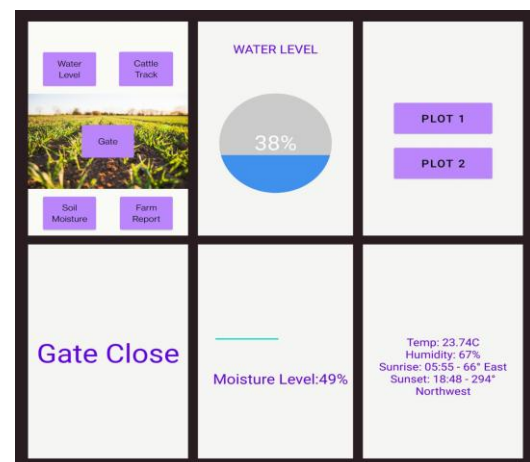 Water
Level
Cattle
Track
Gate
Soil
Moisture
Farm
Report
WATER LEVEL
38%
PLOT 1
PLOT 2
Gate Close
Moisture Level:49%
Temp: 23.74C
Humidity: 67%
Sunrise: 05:55 - 66° East
Sunset: 18:48 - 294°
Northwest